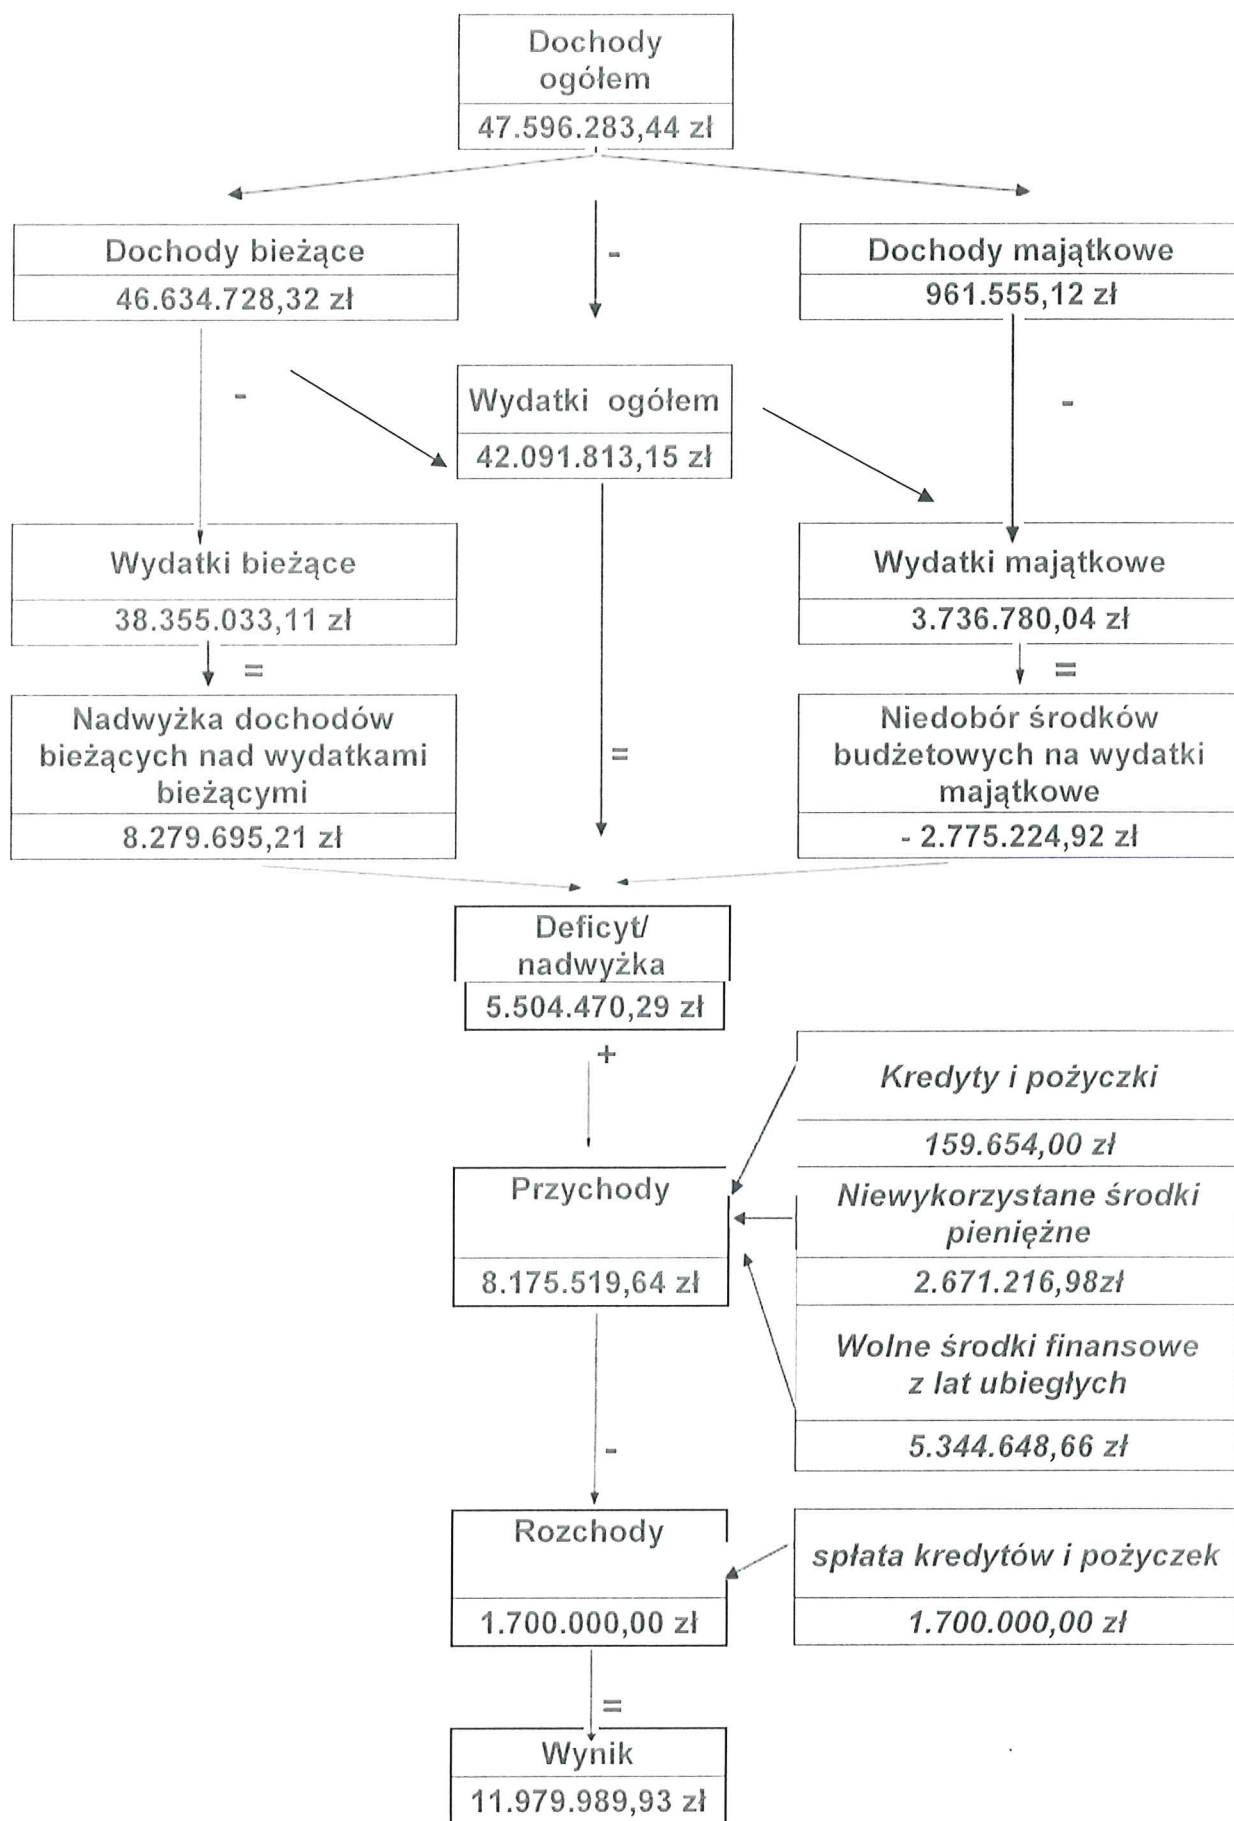 Dochody
ogółem
47.596.283,44 zł
Dochody bieżące
46.634.728,32 zł
-
Dochody majątkowe
961.555,12 zł
-
Wydatki ogółem
42.091.813,15 zł
-
Wydatki bieżące
38.355.033,11 zł
=
Wydatki majątkowe
3.736.780,04 zł
=
Nadwyżka dochodów
bieżących nad wydatkami
bieżącymi
8.279.695,21 zł
=
Niedobór środków
budżetowych na wydatki
majątkowe
- 2.775.224,92 zł
Deficyt/
nadwyżka
5.504.470,29 zł
+
Kredyty i pożyczki
159.654,00 zł
Przychody
8.175.519,64 zł
Niewykorzystane środki
pieniężne
2.671.216,98zł
Wolne środki finansowe
z lat ubiegłych
5.344.648,66 zł
-
Rozchody
1.700.000,00 zł
spłata kredytów i pożyczek
1.700.000,00 zł
=
Wynik
11.979.989,93 zł